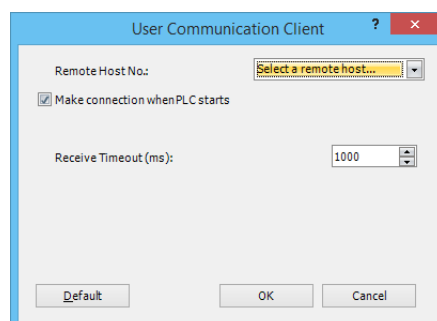 User Communication Client ? ×
Remote Host No.: Select a remote host...
Make connection when PLC starts
Receive Timeout (ms): 1000
Default OK Cancel